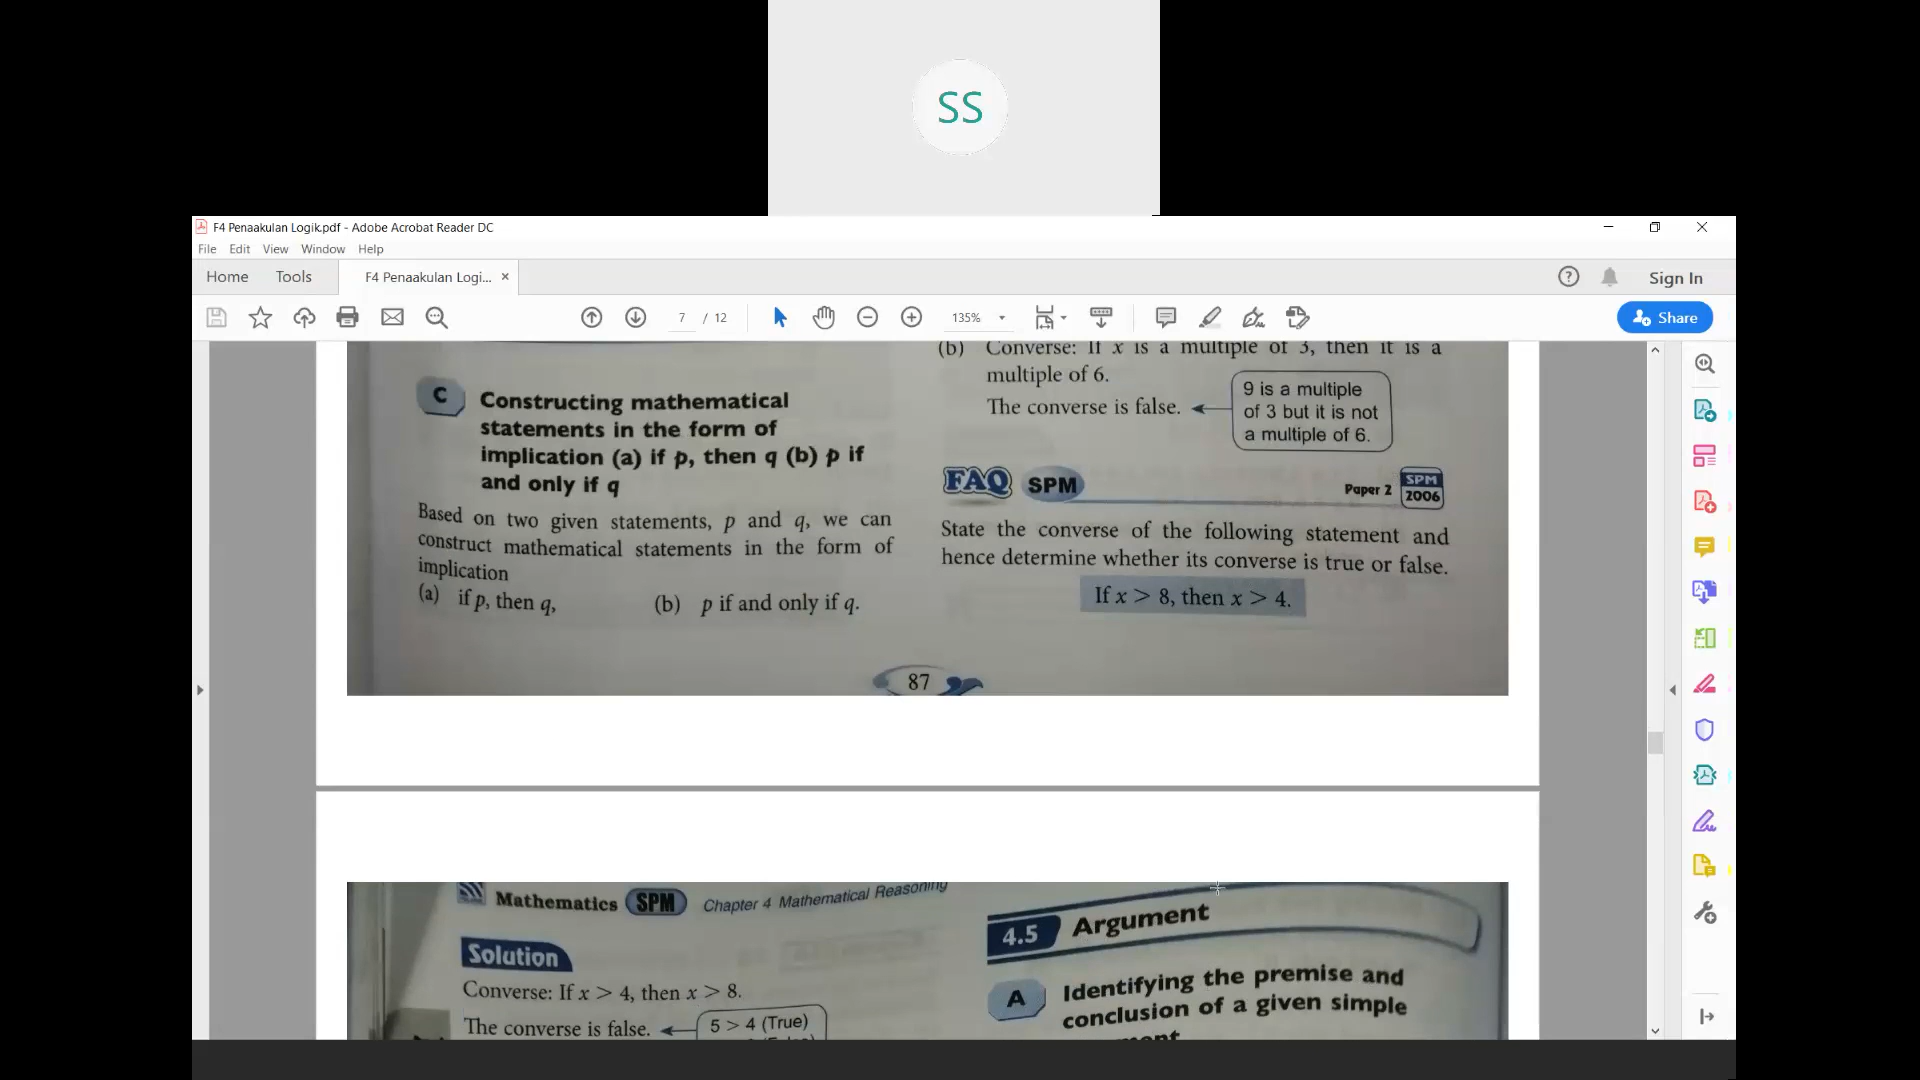 SS
F4 Penaakulan Logik.pdf - Adobe Acrobat Reader DC
File Edit View Window Help
Home Tools F4 Penaakulan Logi... × Sign In
7 / 12 135% Share
C Constructing mathematical
statements in the form of
implication (a) if p, then q (b) p if
and only if q
Based on two given statements, p and q, we can
construct mathematical statements in the form of
implication
(a) if p, then q, (b) p if and only if q.
(b) Converse: If x is a multiple of 3, then it is a
multiple of 6.
The converse is false.
9 is a multiple
of 3 but it is not
a multiple of 6.
FAQ SPM Paper 2 SPM
2006
State the converse of the following statement and
hence determine whether its converse is true or false.
If x > 8, then x > 4.
87
Mathematics SPM Chapter 4 Mathematical Reasoning
Solution
Converse: If x > 4, then x > 8.
The converse is false.
5 > 4 (True)
4.5 Argument
A Identifying the premise and
conclusion of a given simple